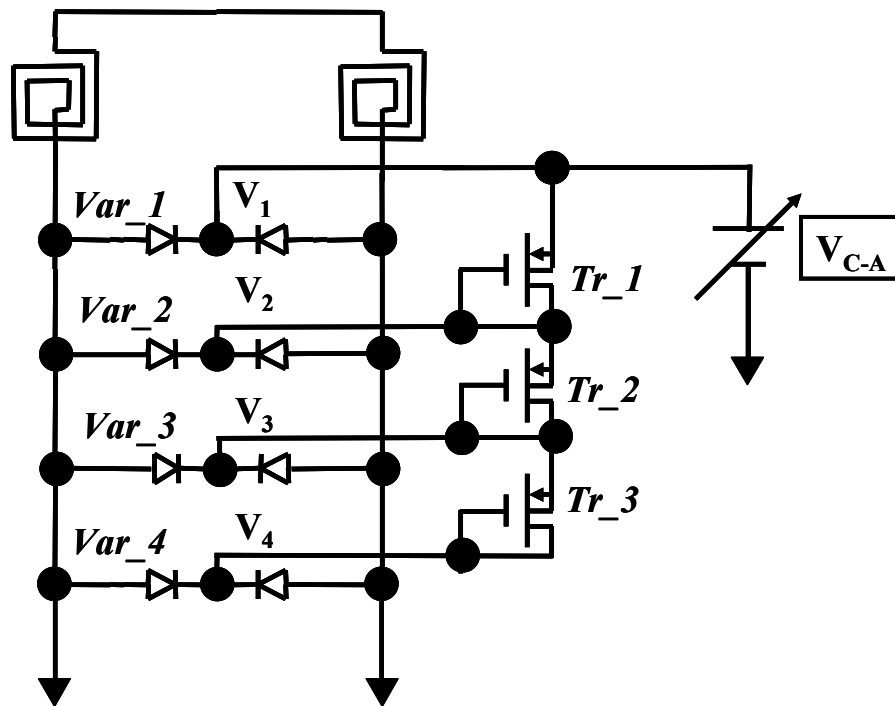 Var_1
V1
Var_2
V2
Tr_1
VC-A
Var_3
V3
Tr_2
Var_4
V4
Tr_3